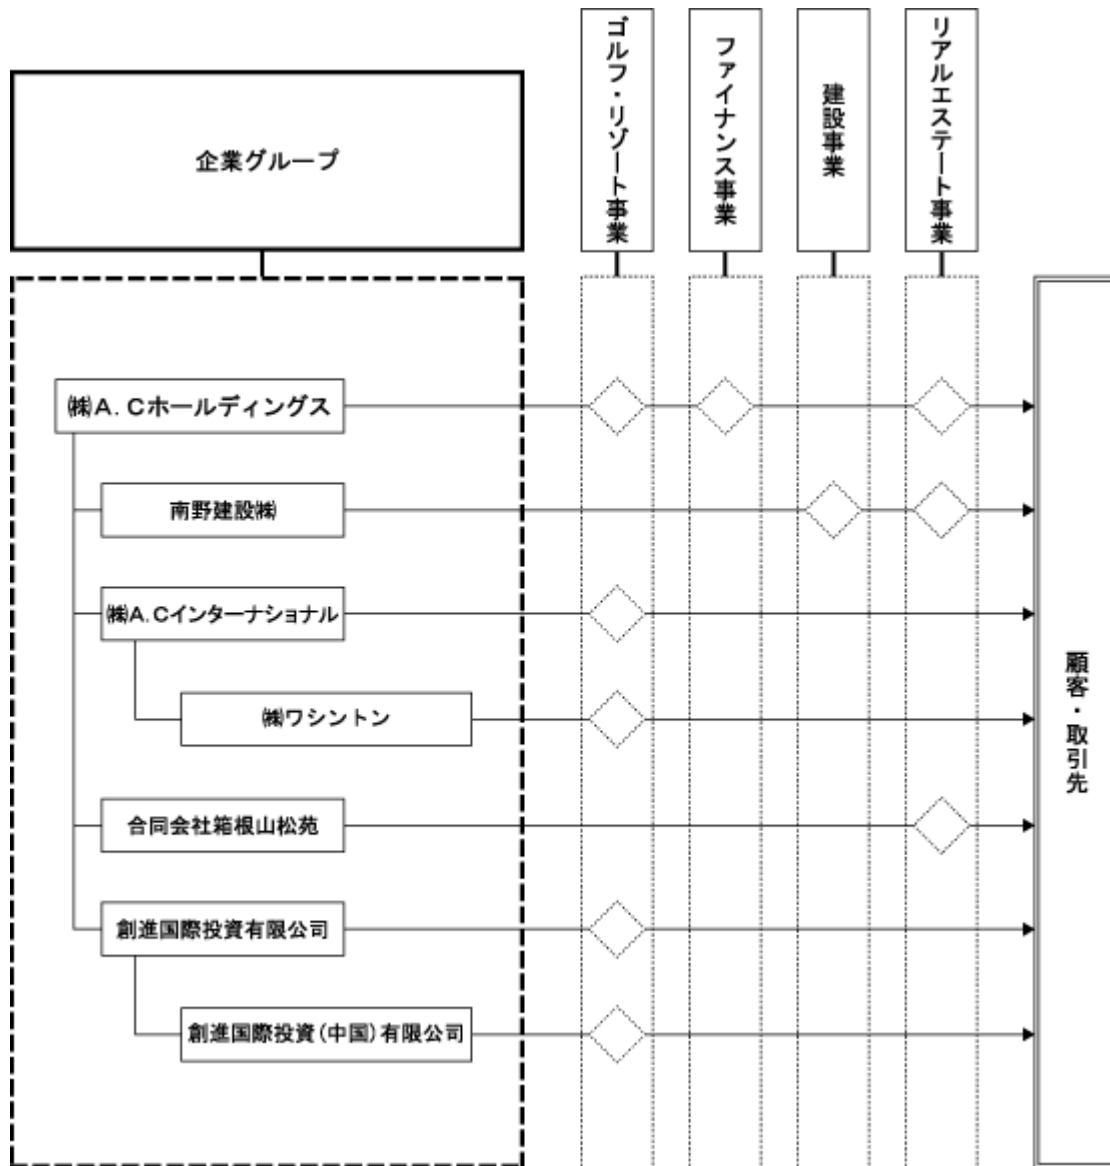 企業グループ
ゴルフ・リゾート事業
ファイナンス事業
建設事業
リアルエステート事業
㈱A.Cホールディングス
南野建設㈱
㈱A.Cインターナショナル
㈱ワシントン
合同会社箱根山松苑
創進国際投資有限公司
創進国際投資(中国)有限公司
顧客・取引先